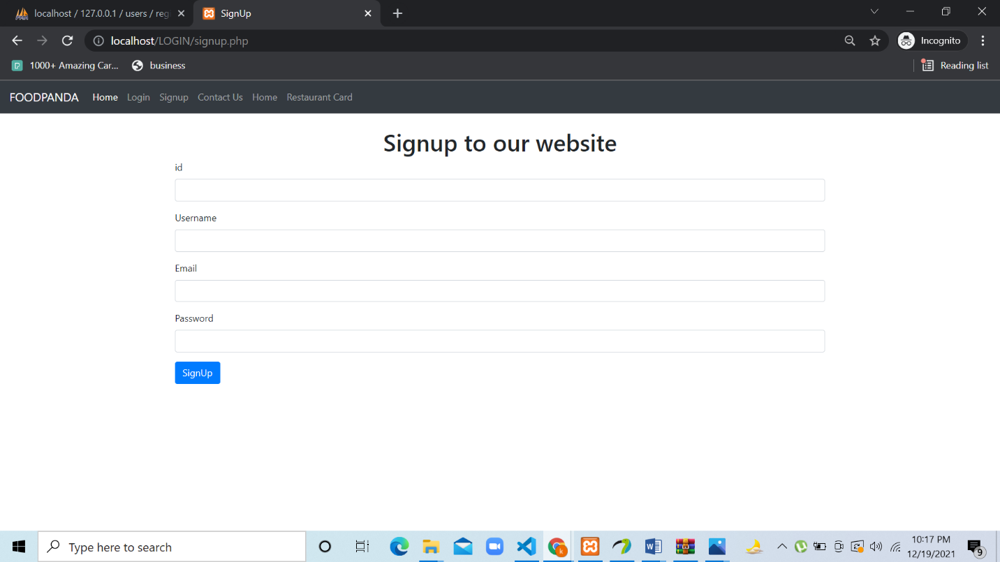 localhost / 127.0.0.1 / users / reg
SignUp
localhost/LOGIN/signup.php
Incognito
1000+ Amazing Car...
business
Reading list
FOODPANDA Home Login Signup Contact Us Home Restaurant Card
Signup to our website
id
Username
Email
Password
SignUp
Type here to search
10:17 PM
12/19/2021
9